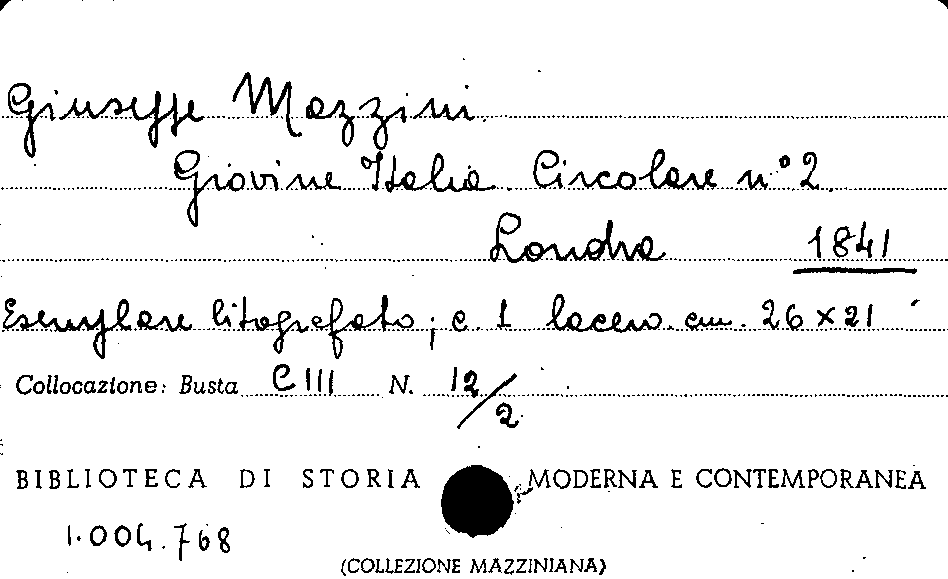 Giuseppe Mazzini.
Giovine Italia. Circolare n° 2.
Londra 1841
Esemplare litografato; c. 1 lacero. cm. 26 x 21
Collocazione: Busta C III N. 12/2
BIBLIOTECA DI STORIA MODERNA E CONTEMPORANEA
1.004.768
(COLLEZIONE MAZZINIANA)